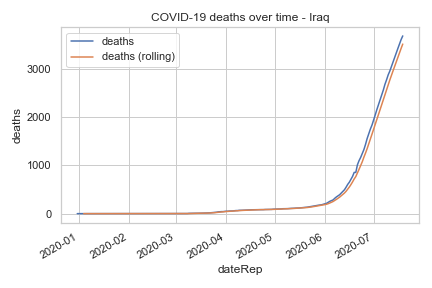 COVID-19 deaths over time - Iraq
deaths
deaths (rolling)
deaths
3000
2000
1000
0
2020-01
2020-02
2020-03
2020-04
2020-05
2020-06
2020-07
dateRep